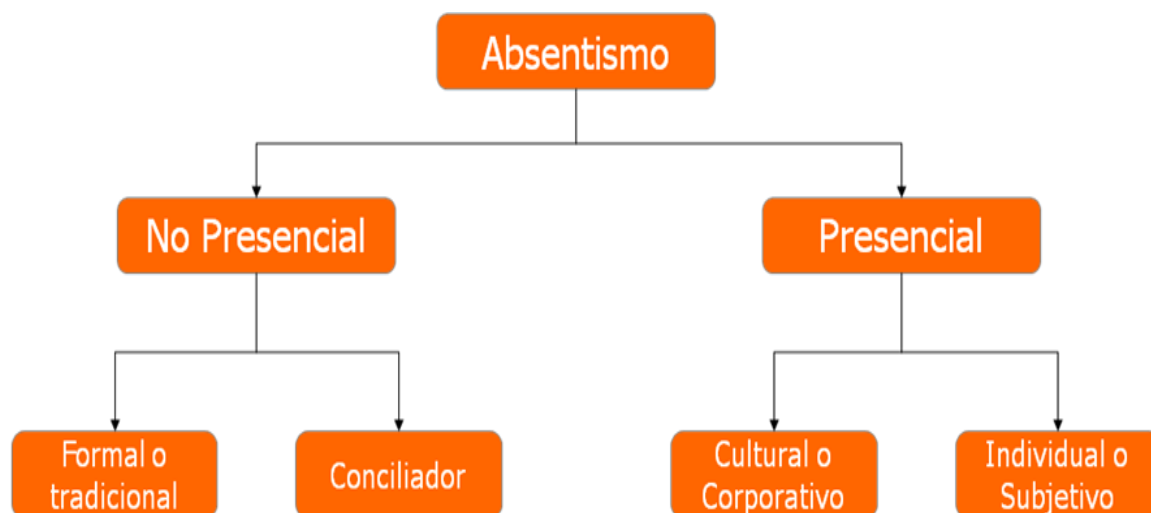 Absentismo
No Presencial
Presencial
Formal o
tradicional
Conciliador
Cultural o
Corporativo
Individual o
Subjetivo